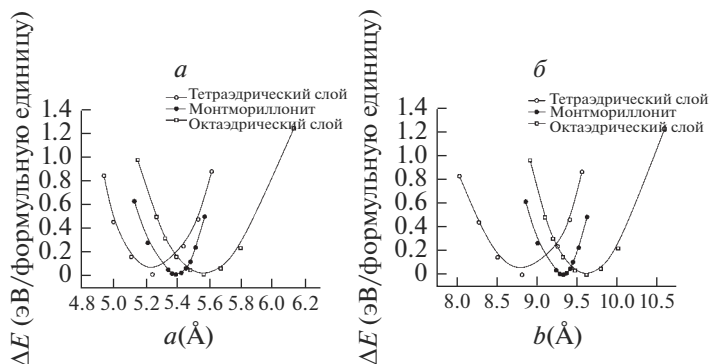 а
Тетраэдрический слой
Монтмориллонит
Октаэдрический слой
ΔE (эВ/формульную единицу)
1.4
1.2
1.0
0.8
0.6
0.4
0.2
0
4.8 5.0 5.2 5.4 5.6 5.8 6.0 6.2
a(Å)
б
Тетраэдрический слой
Монтмориллонит
Октаэдрический слой
ΔE (эВ/формульную единицу)
1.4
1.2
1.0
0.8
0.6
0.4
0.2
0
8.0 8.5 9.0 9.5 10.0 10.5
b(Å)